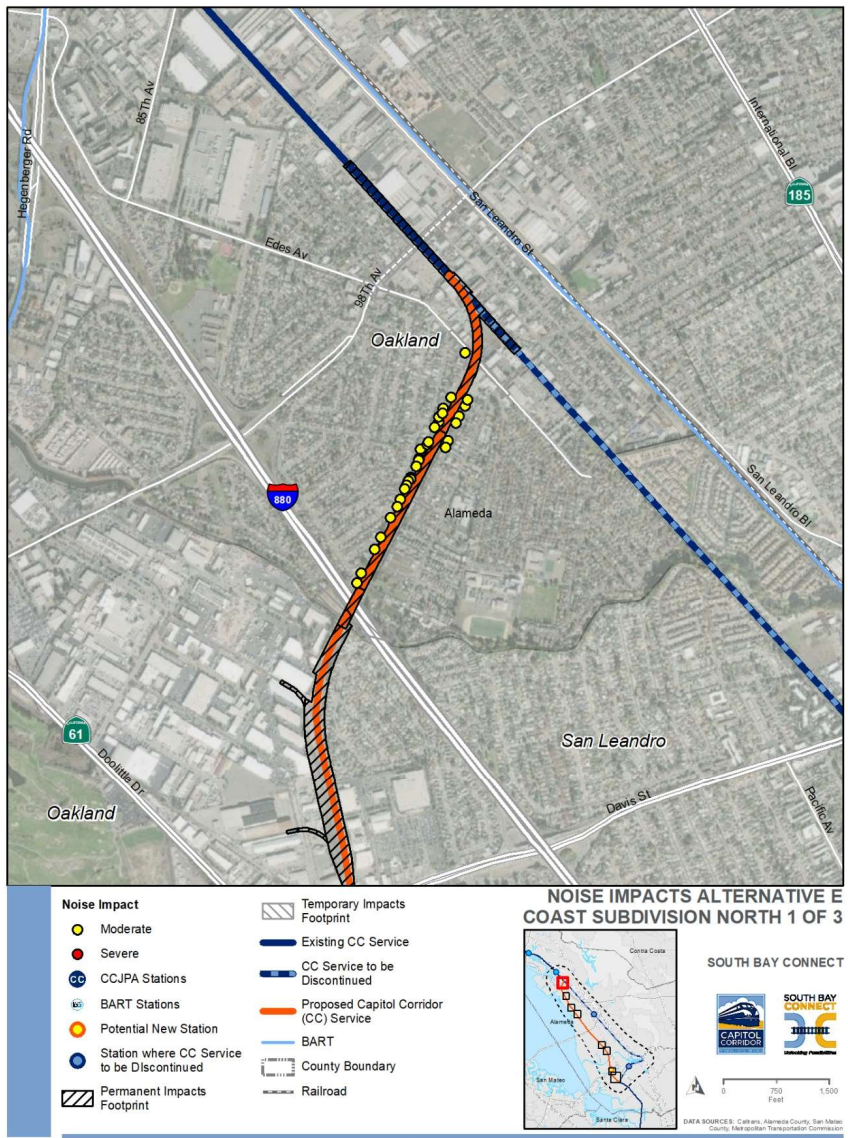 85Th Av
Hegenberger Rd
International Bl
185
San Leandro St
Edes Av
98Th Av
Oakland
San Leandro Bl
880
Alameda
61
Doolittle Dr
San Leandro
Oakland
Davis St
Pacific Av
Noise Impact
Moderate
Severe
CC CCJPA Stations
BART Stations
Potential New Station
Station where CC Service
to be Discontinued
Permanent Impacts
Footprint
Temporary Impacts
Footprint
Existing CC Service
CC Service to be
Discontinued
Proposed Capitol Corridor
(CC) Service
BART
County Boundary
Railroad
NOISE IMPACTS ALTERNATIVE E
COAST SUBDIVISION NORTH 1 OF 3
Contra Costa
Alameda
San Mateo
Santa Clara
SOUTH BAY CONNECT
CAPITOL
CORRIDOR
SOUTH BAY
CONNECT
Unlocking Possibilities
0 750 1,500
Feet
DATA SOURCES: Caltrans, Alameda County, San Mateo
County, Metropolitan Transportation Commission